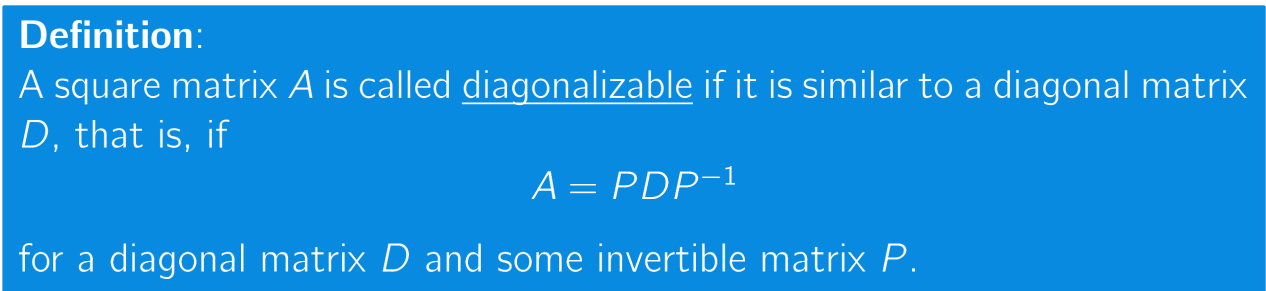 Definition:
A square matrix A is called diagonalizable if it is similar to a diagonal matrix
D, that is, if
A = PDP⁻¹
for a diagonal matrix D and some invertible matrix P.